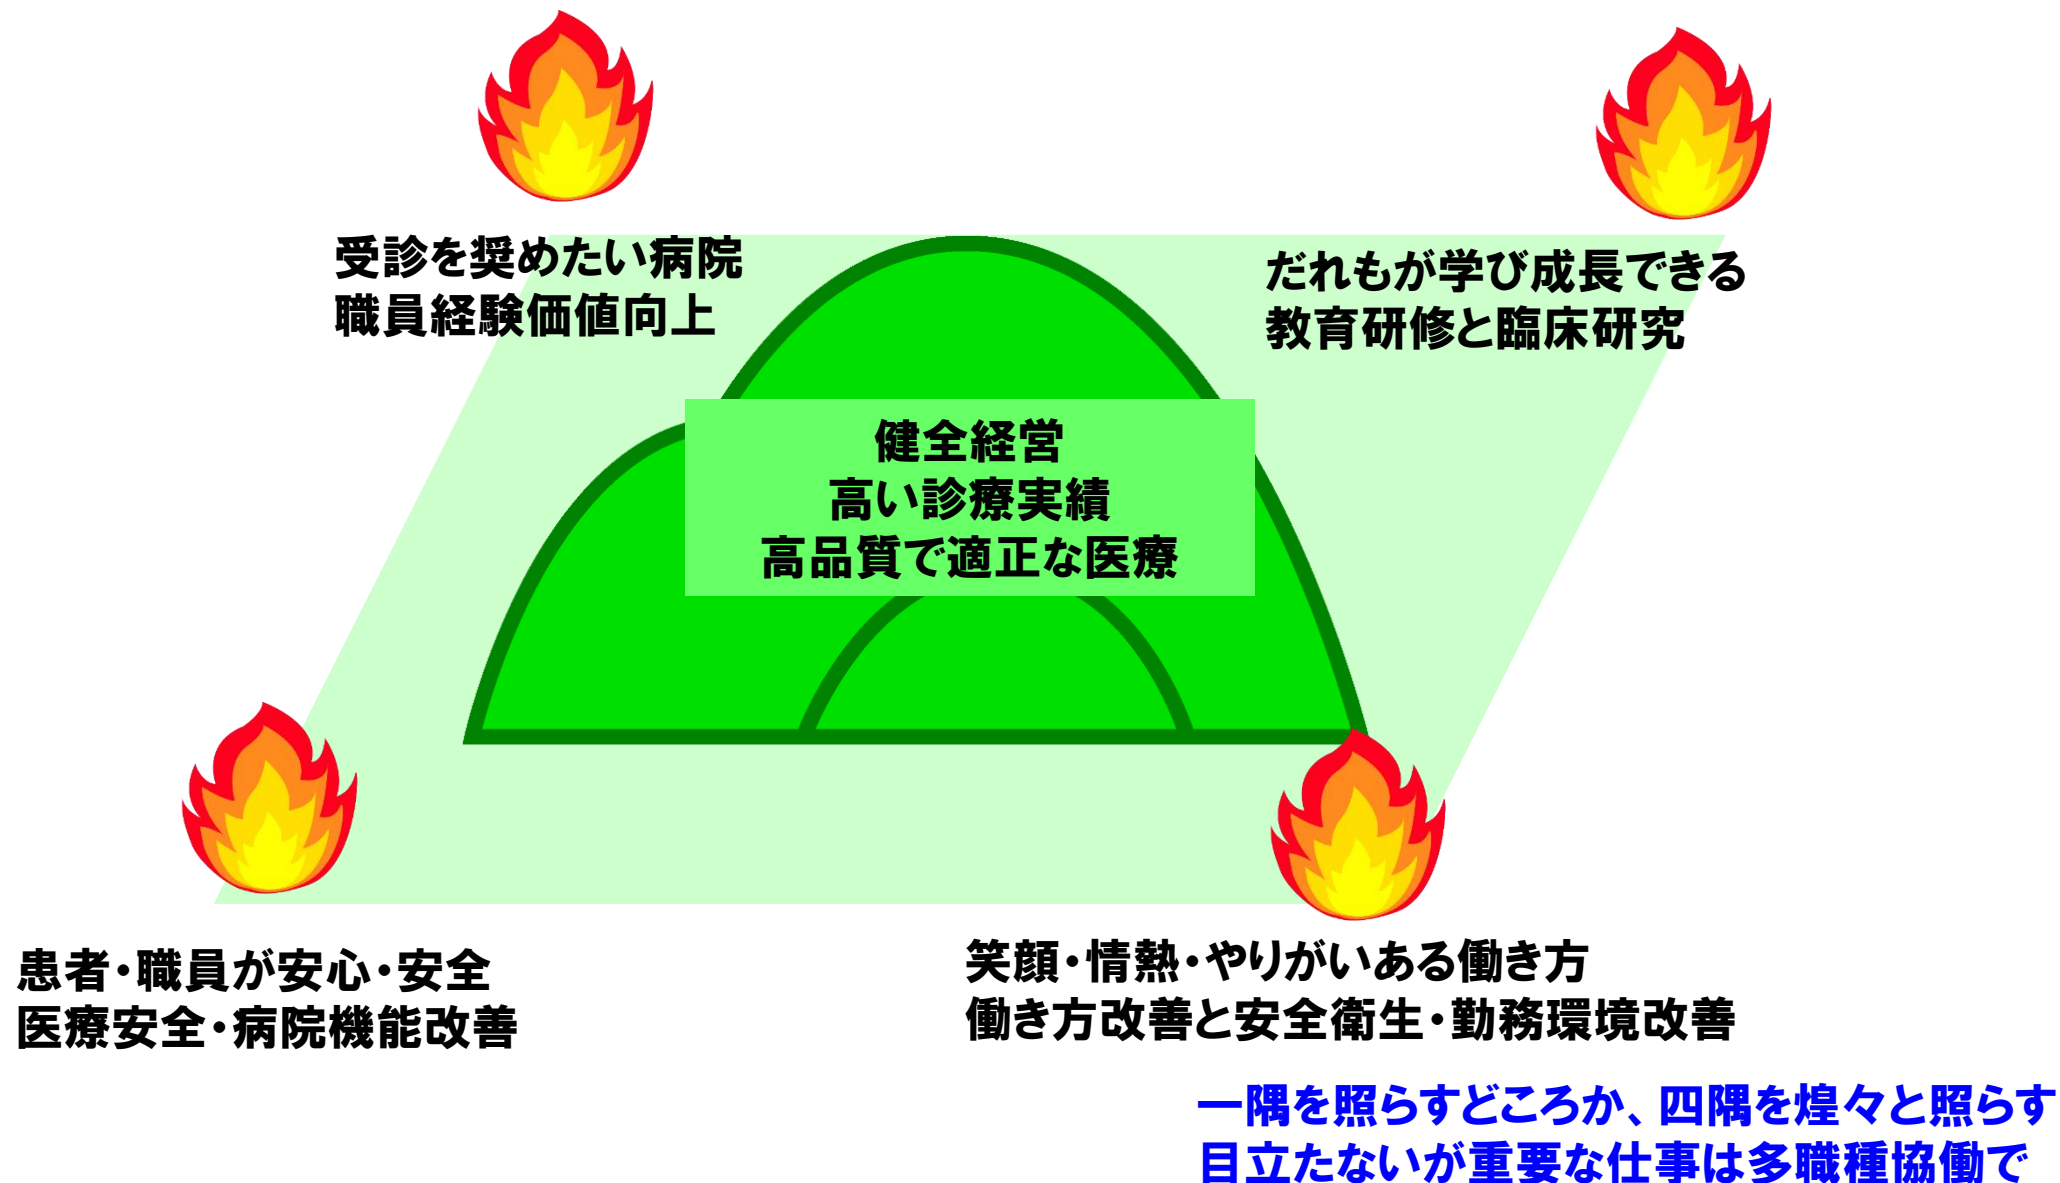 受診を奨めたい病院
職員経験価値向上
だれもが学び成長できる
教育研修と臨床研究
健全経営
高い診療実績
高品質で適正な医療
患者・職員が安心・安全
医療安全・病院機能改善
笑顔・情熱・やりがいある働き方
働き方改善と安全衛生・勤務環境改善
一隅を照らすどころか、四隅を煌々と照らす
目立たないが重要な仕事は多職種協働で